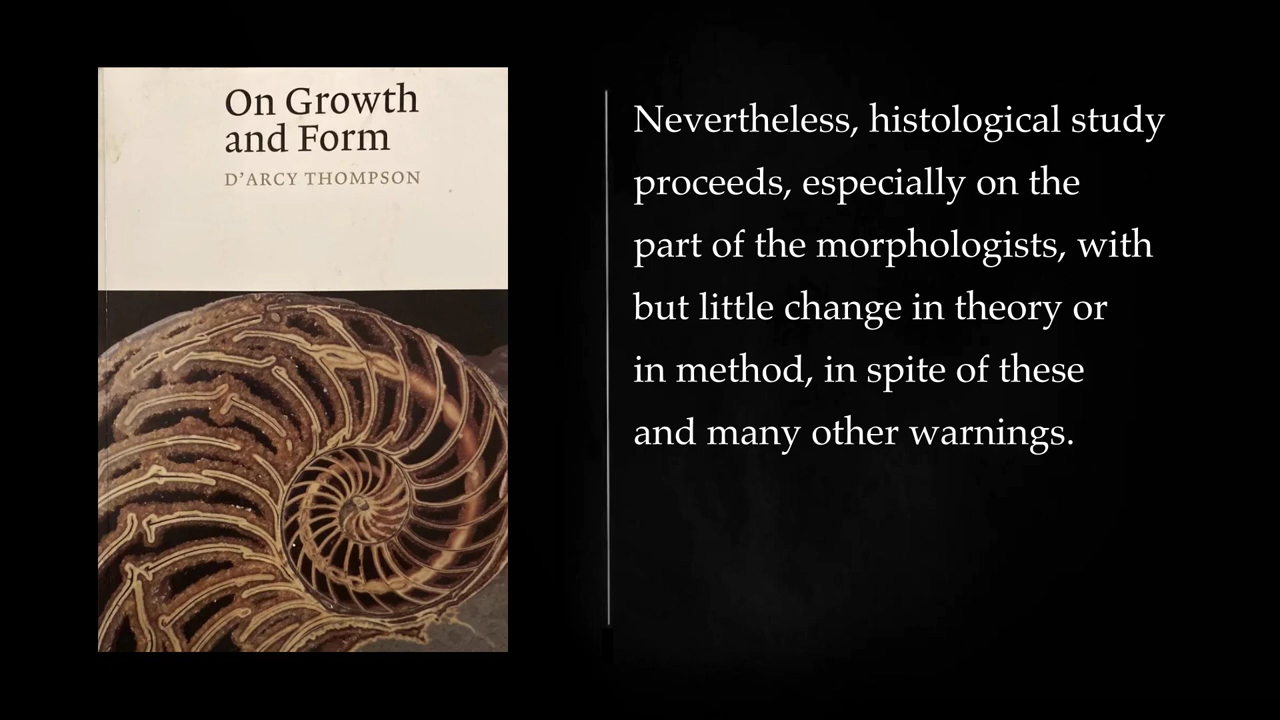 On Growth
and Form
D'ARCY THOMPSON
Nevertheless, histological study
proceeds, especially on the
part of the morphologists, with
but little change in theory or
in method, in spite of these
and many other warnings.